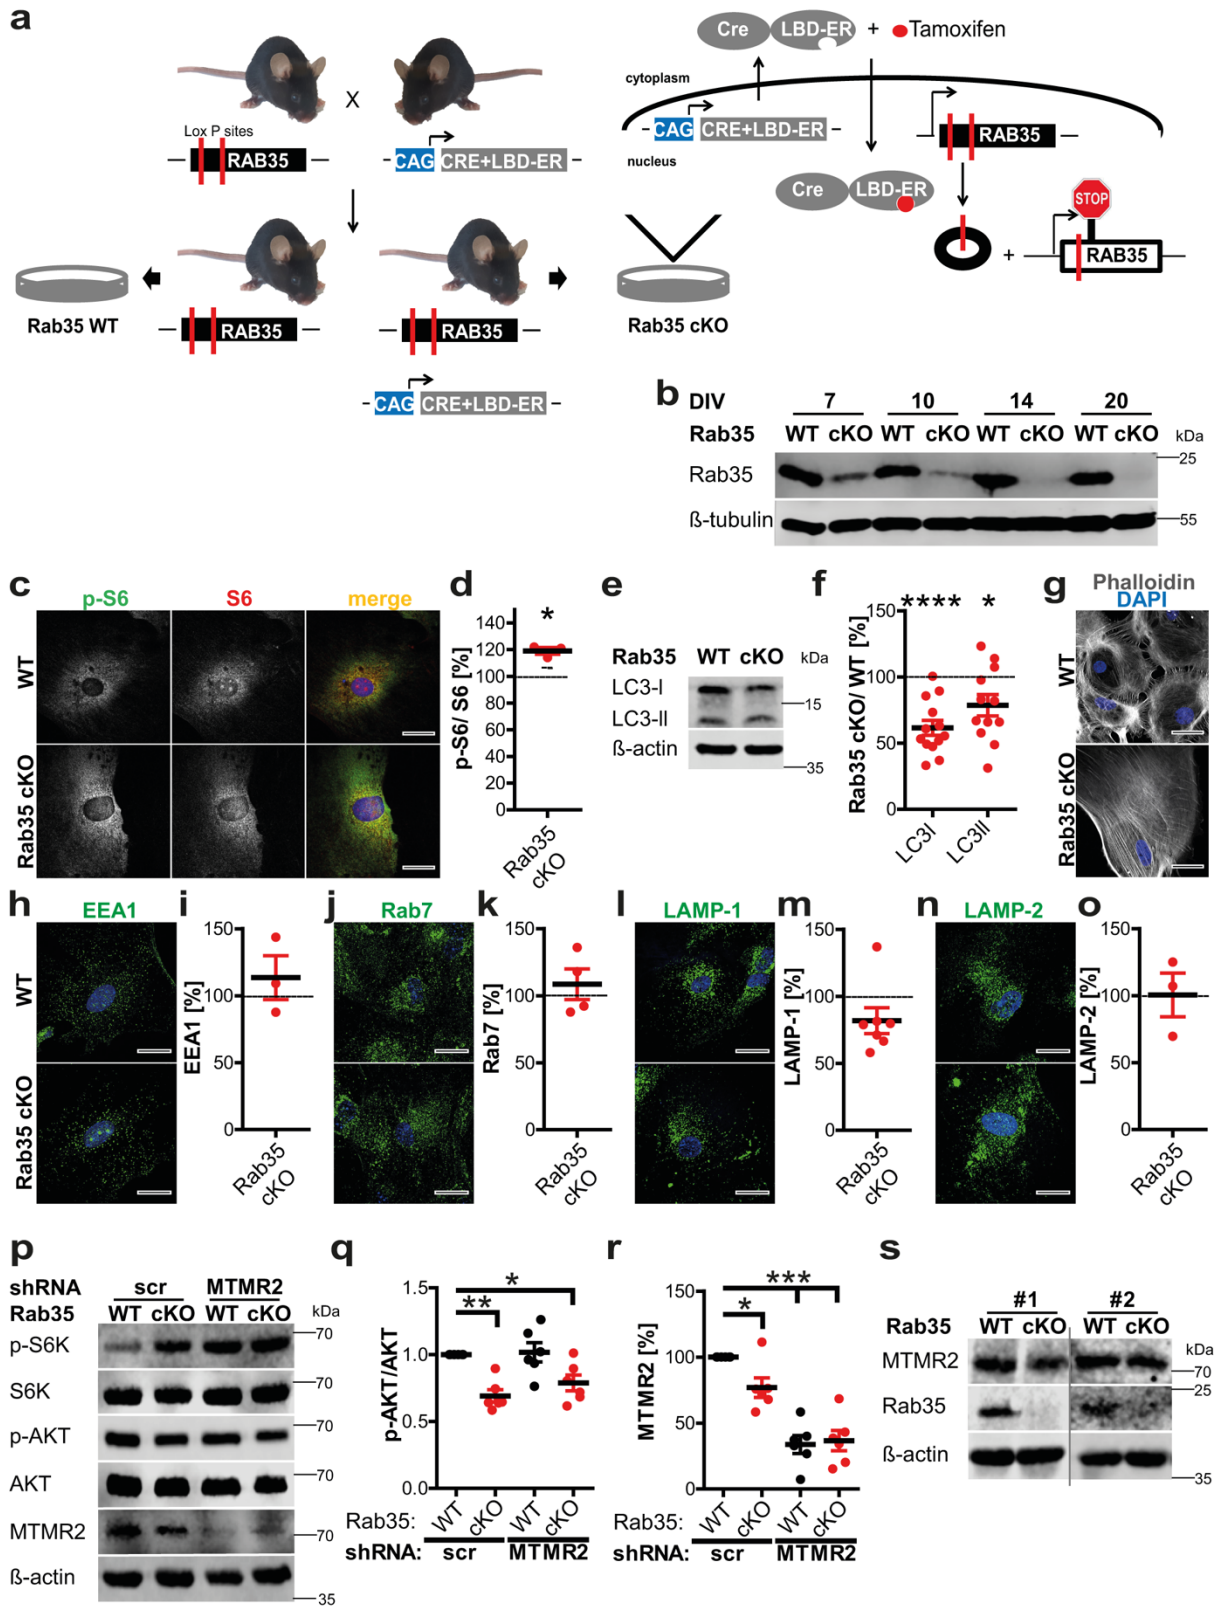 a
Cre LBD-ER + Tamoxifen
cytoplasm
X
Lox P sites
RAB35
CAG CRE+LBD-ER
CAG CRE+LBD-ER
RAB35
nucleus
Cre LBD-ER
STOP
+ RAB35
Rab35 WT
RAB35
RAB35
Rab35 cKO
CAG CRE+LBD-ER
b
DIV 7 10 14 20
Rab35 WT cKO WT cKO WT cKO WT cKO kDa
Rab35 25
ß-tubulin 55
c
p-S6 S6 merge
WT
Rab35 cKO
d
*
p-S6/ S6 [%]
140
120
100
80
60
40
20
0
Rab35
cKO
e
Rab35 WT cKO kDa
LC3-I
15
LC3-II
ß-actin
35
f
**** *
Rab35 cKO/ WT [%]
150
100
50
0
LC3I LC3II
g
Phalloidin
DAPI
WT
Rab35 cKO
h
EEA1
WT
Rab35 cKO
i
EEA1 [%]
150
100
50
0
Rab35
cKO
j
Rab7
k
Rab7 [%]
150
100
50
0
Rab35
cKO
l
LAMP-1
m
LAMP-1 [%]
150
100
50
0
Rab35
cKO
n
LAMP-2
o
LAMP-2 [%]
150
100
50
0
Rab35
cKO
p
shRNA scr MTMR2
Rab35 WT cKO WT cKO kDa
p-S6K 70
S6K 70
p-AKT
AKT 70
MTMR2 70
ß-actin
35
q
*
**
p-AKT/AKT
1.5
1.0
0.5
0.0
Rab35: WT cKO WT cKO
shRNA: scr MTMR2
r
***
*
MTMR2 [%]
150
100
50
0
Rab35: WT cKO WT cKO
shRNA: scr MTMR2
s
#1 #2
Rab35 WT cKO WT cKO kDa
MTMR2 70
25
Rab35
ß-actin
35